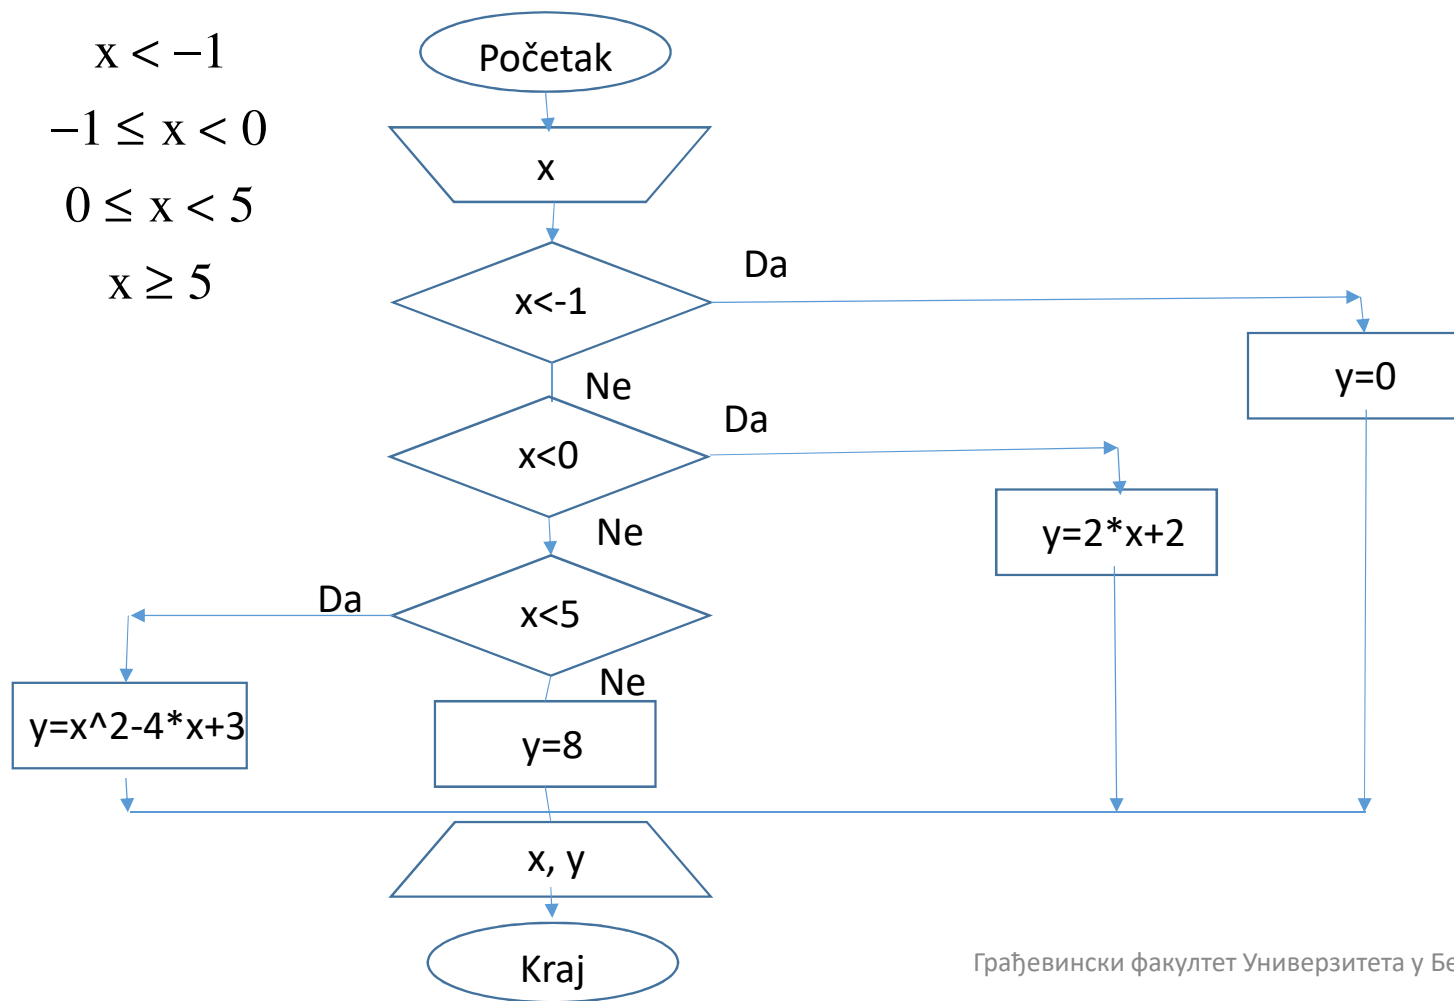 x < −1
−1 ≤ x < 0
0 ≤ x < 5
x ≥ 5
Početak
x
x<-1
Da
Ne
y=0
x<0
Da
Ne
y=2*x+2
x<5
Da
Ne
y=x^2-4*x+3
y=8
x, y
Kraj
Грађевински факултет Универзитета у Бе